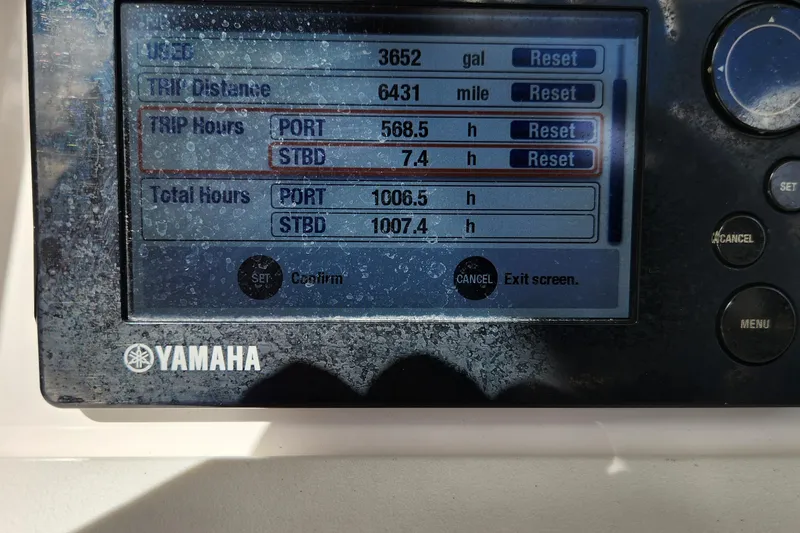 USED 3652 gal Reset
TRIP Distance 6431 mile Reset
TRIP Hours PORT 568.5 h Reset
STBD 7.4 h Reset
Total Hours PORT 1006.5 h
STBD 1007.4 h
SET Confirm CANCEL Exit screen.
SET
CANCEL
MENU
YAMAHA